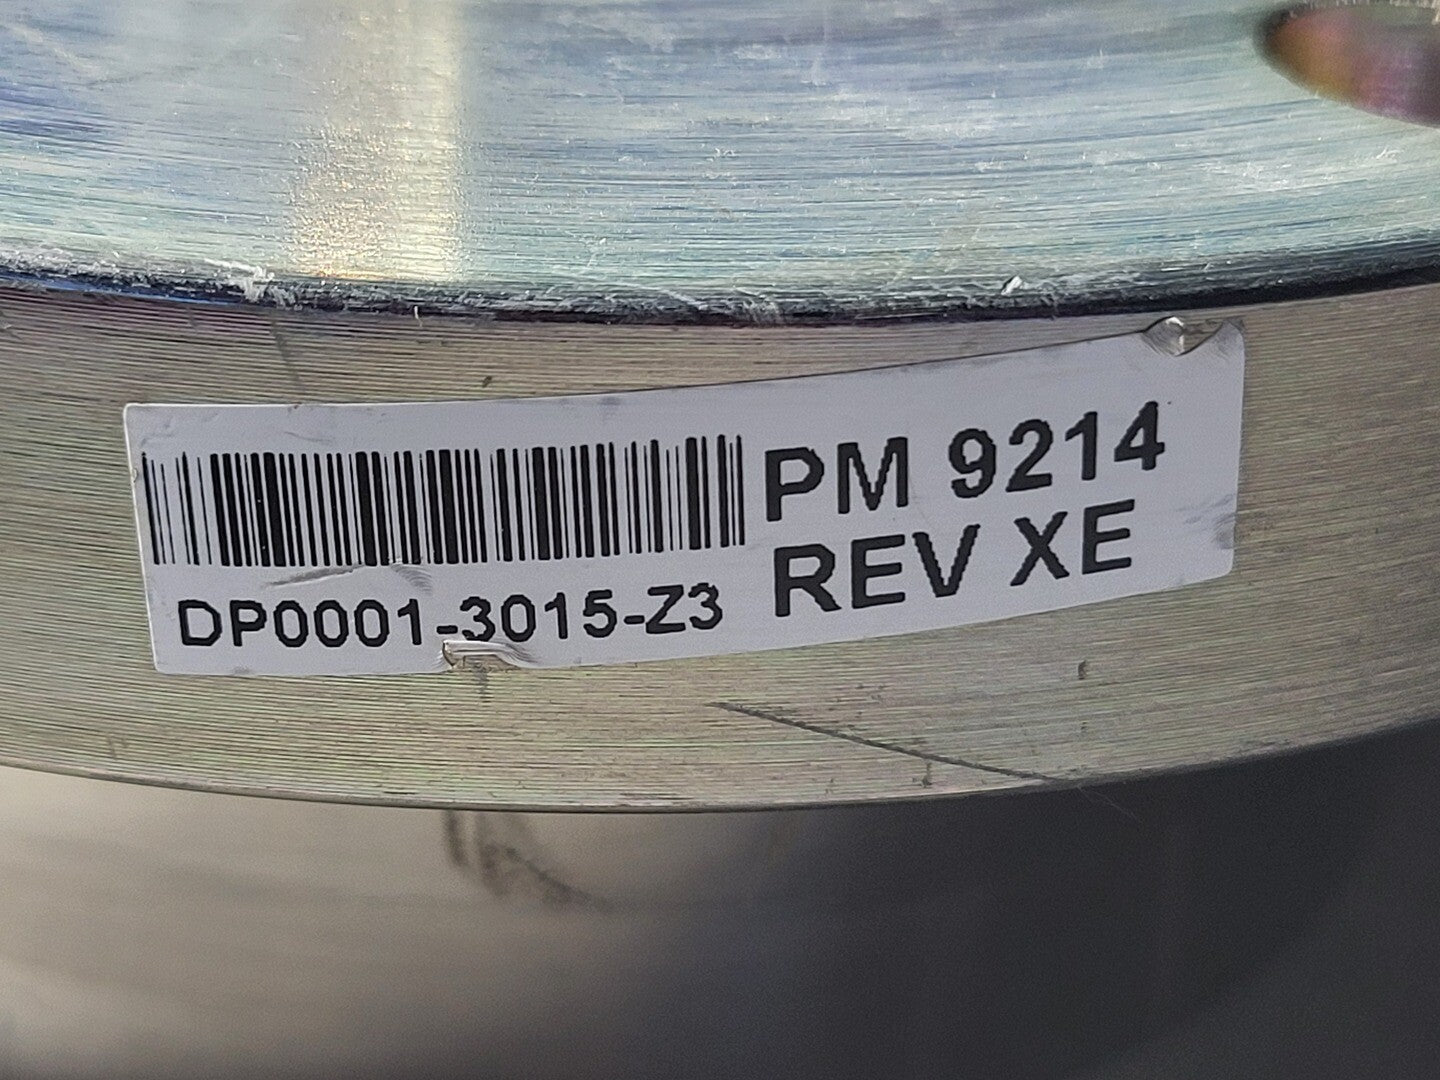 PM 9214
REV XE
DP0001-3015-Z3